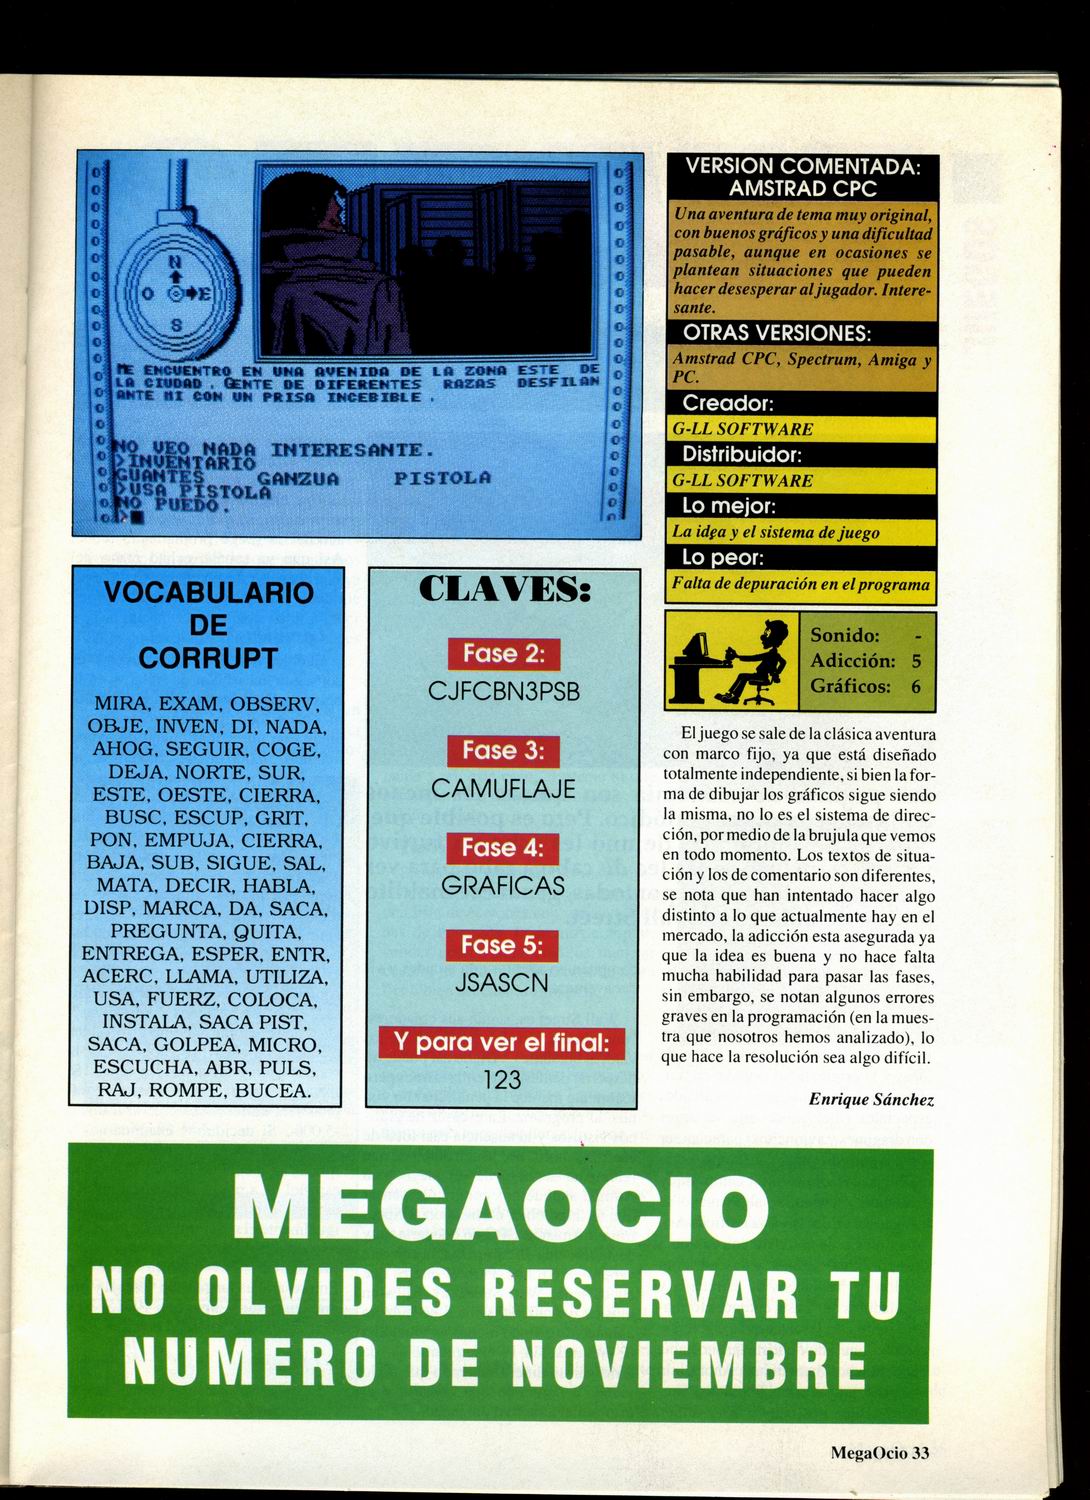 N
O
E
S
ME ENCUENTRO EN UNA AVENIDA DE LA ZONA ESTE DE
LA CIUDAD . GENTE DE DIFERENTES RAZAS DESFILAN
ANTE MI CON UN PRISA INCEBIBLE .
NO VEO NADA INTERESANTE.
>INVENTARIO
GUANTES GANZUA PISTOLA
>USA PISTOLA
NO PUEDO.
>
VOCABULARIO
DE
CORRUPT
MIRA, EXAM, OBSERV,
OBJE, INVEN, DI, NADA,
AHOG, SEGUIR, COGE,
DEJA, NORTE, SUR,
ESTE, OESTE, CIERRA,
BUSC, ESCUP, GRIT,
PON, EMPUJA, CIERRA,
BAJA, SUB, SIGUE, SAL,
MATA, DECIR, HABLA,
DISP, MARCA, DA, SACA,
PREGUNTA, QUITA,
ENTREGA, ESPER, ENTR,
ACERC, LLAMA, UTILIZA,
USA, FUERZ, COLOCA,
INSTALA, SACA PIST,
SACA, GOLPEA, MICRO,
ESCUCHA, ABR, PULS,
RAJ, ROMPE, BUCEA.
CLAVES:
Fase 2:
CJFCBN3PSB
Fase 3:
CAMUFLAJE
Fase 4:
GRAFICAS
Fase 5:
JSASCN
Y para ver el final:
123
VERSION COMENTADA:
AMSTRAD CPC
Una aventura de tema muy original,
con buenos gráficos y una dificultad
pasable, aunque en ocasiones se
plantean situaciones que pueden
hacer desesperar al jugador. Intere-
sante.
OTRAS VERSIONES:
Amstrad CPC, Spectrum, Amiga y
PC.
Creador:
G-LL SOFTWARE
Distribuidor:
G-LL SOFTWARE
Lo mejor:
La idea y el sistema de juego
Lo peor:
Falta de depuración en el programa
Sonido: -
Adicción: 5
Gráficos: 6
El juego se sale de la clásica aventura
con marco fijo, ya que está diseñado
totalmente independiente, si bien la for-
ma de dibujar los gráficos sigue siendo
la misma, no lo es el sistema de direc-
ción, por medio de la brujula que vemos
en todo momento. Los textos de situa-
ción y los de comentario son diferentes,
se nota que han intentado hacer algo
distinto a lo que actualmente hay en el
mercado, la adicción esta asegurada ya
que la idea es buena y no hace falta
mucha habilidad para pasar las fases,
sin embargo, se notan algunos errores
graves en la programación (en la mues-
tra que nosotros hemos analizado), lo
que hace la resolución sea algo difícil.
Enrique Sánchez
MEGAOCIO
NO OLVIDES RESERVAR TU
NUMERO DE NOVIEMBRE
MegaOcio 33